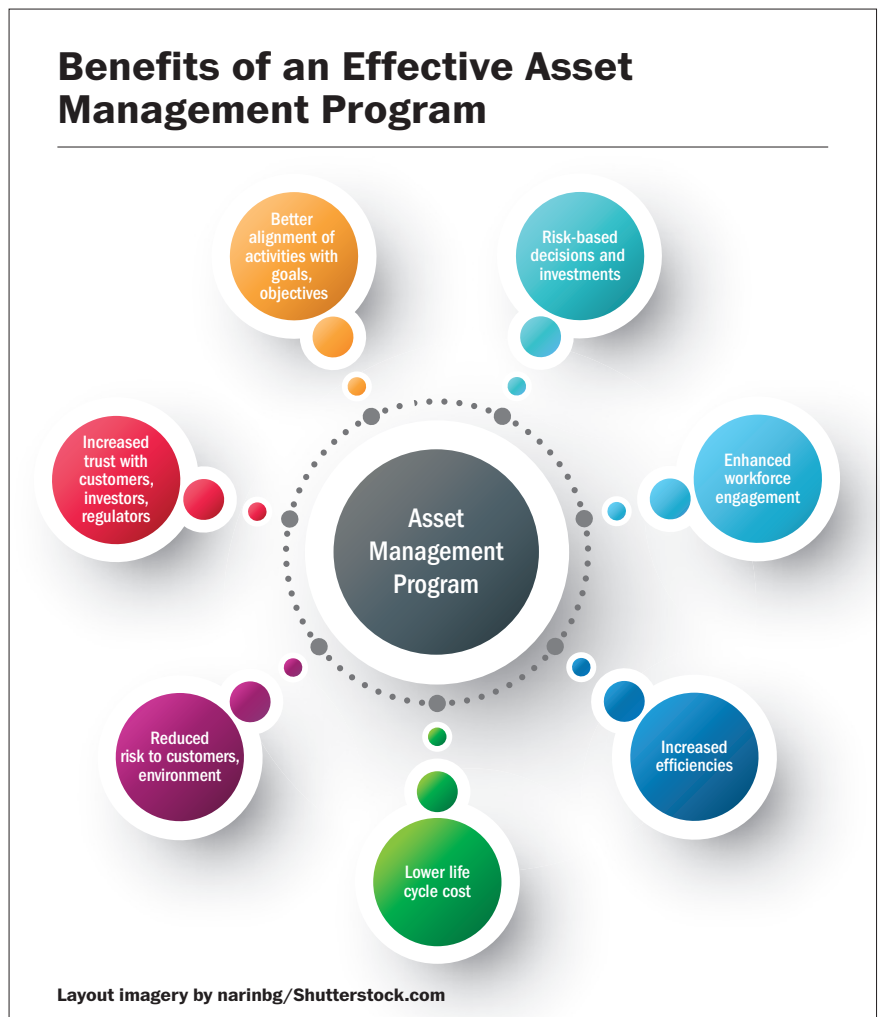 Benefits of an Effective Asset
Management Program
Better
alignment of
activities with
goals,
objectives
Risk-based
decisions and
investments
Increased
trust with
customers,
investors,
regulators
Enhanced
workforce
engagement
Asset
Management
Program
Reduced
risk to customers,
environment
Increased
efficiencies
Lower life
cycle cost
Layout imagery by narinbg/Shutterstock.com